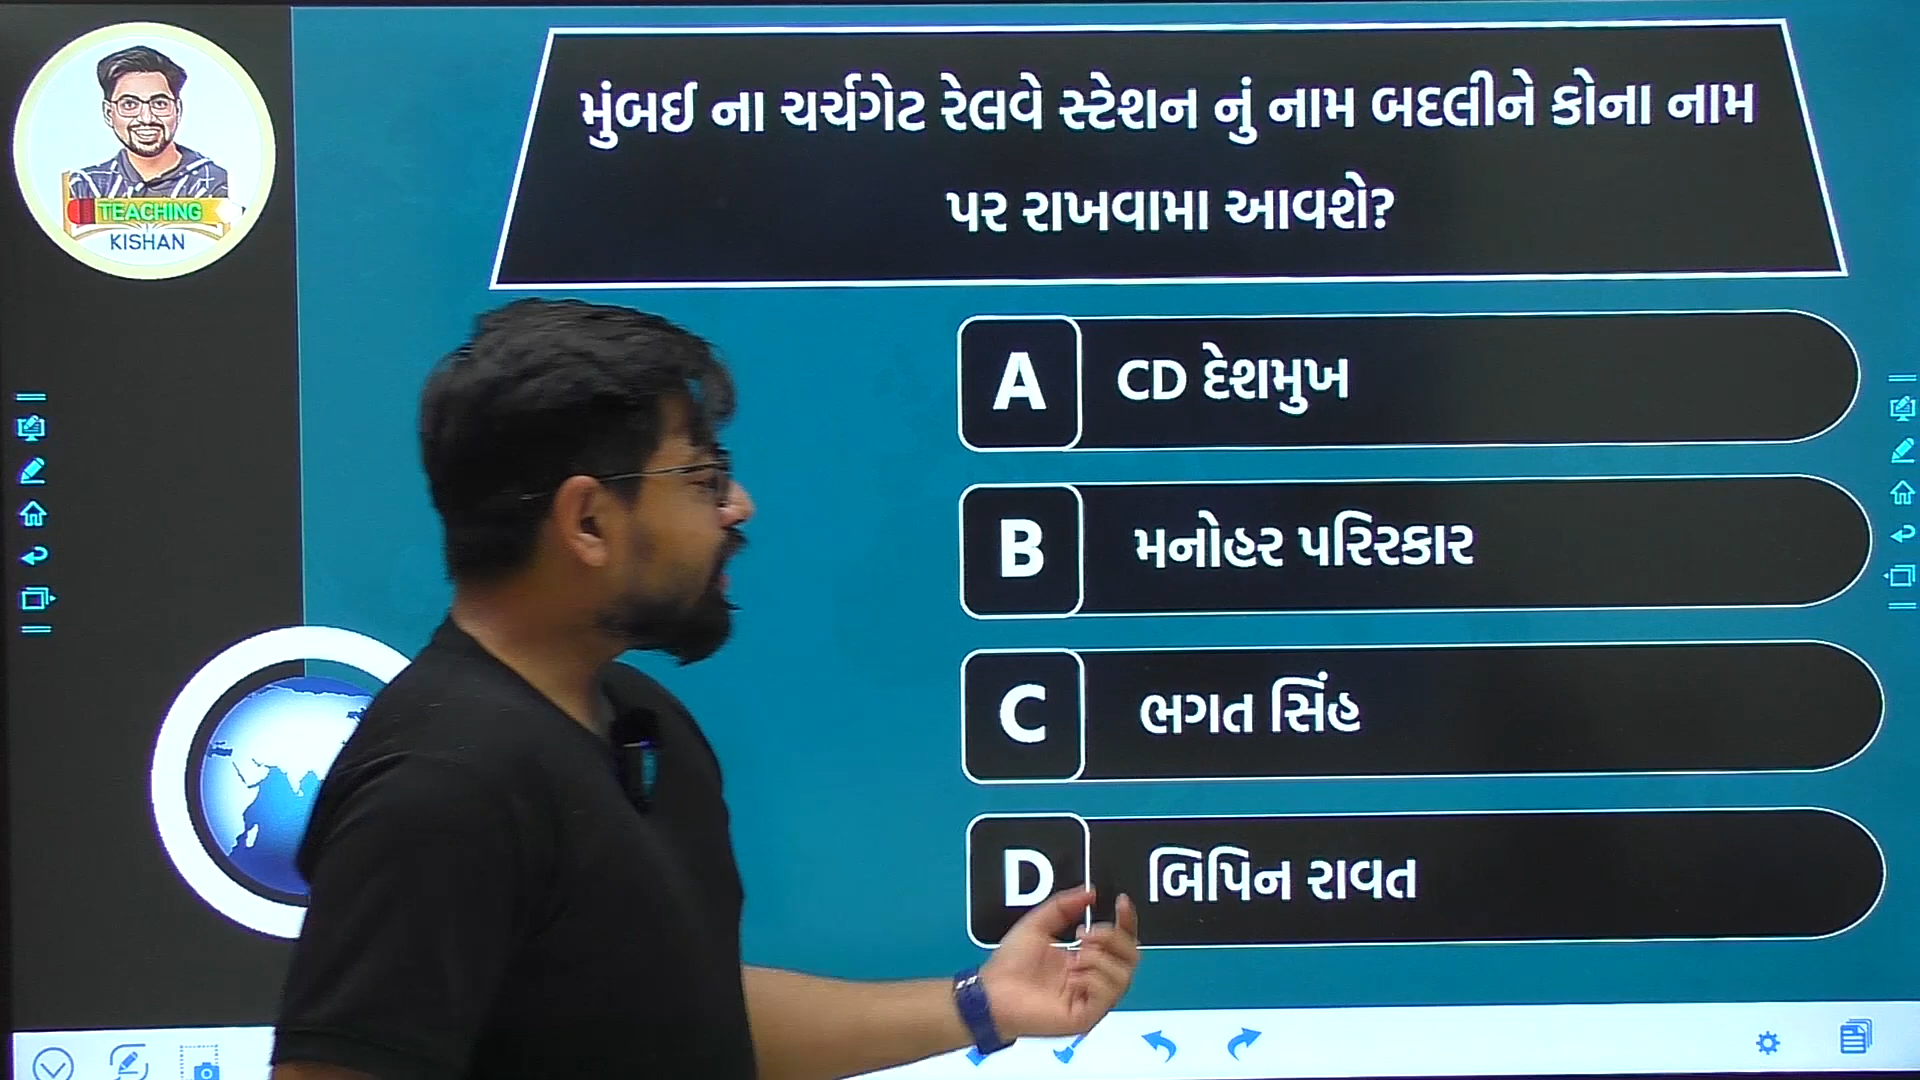 TEACHING
KISHAN
મુંબઈ ના ચર્ચગેટ રેલવે સ્ટેશન નું નામ બદલીને કોના નામ
પર રાખવામા આવશે?
A CD દેશમુખ
B મનોહર પરિરકાર
C ભગત સિંહ
D બિપિન રાવત